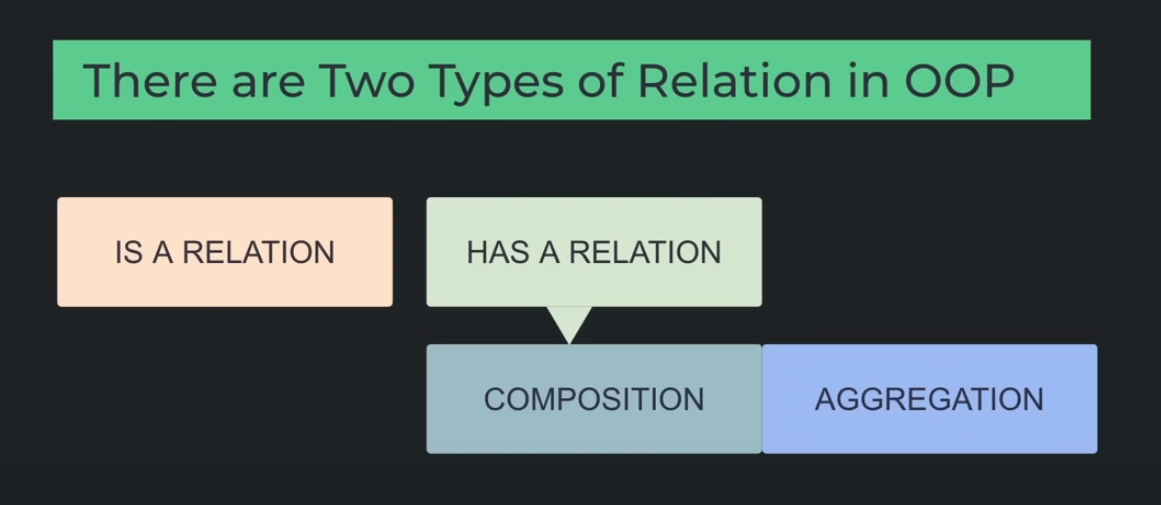 There are Two Types of Relation in OOP
IS A RELATION
HAS A RELATION
COMPOSITION
AGGREGATION